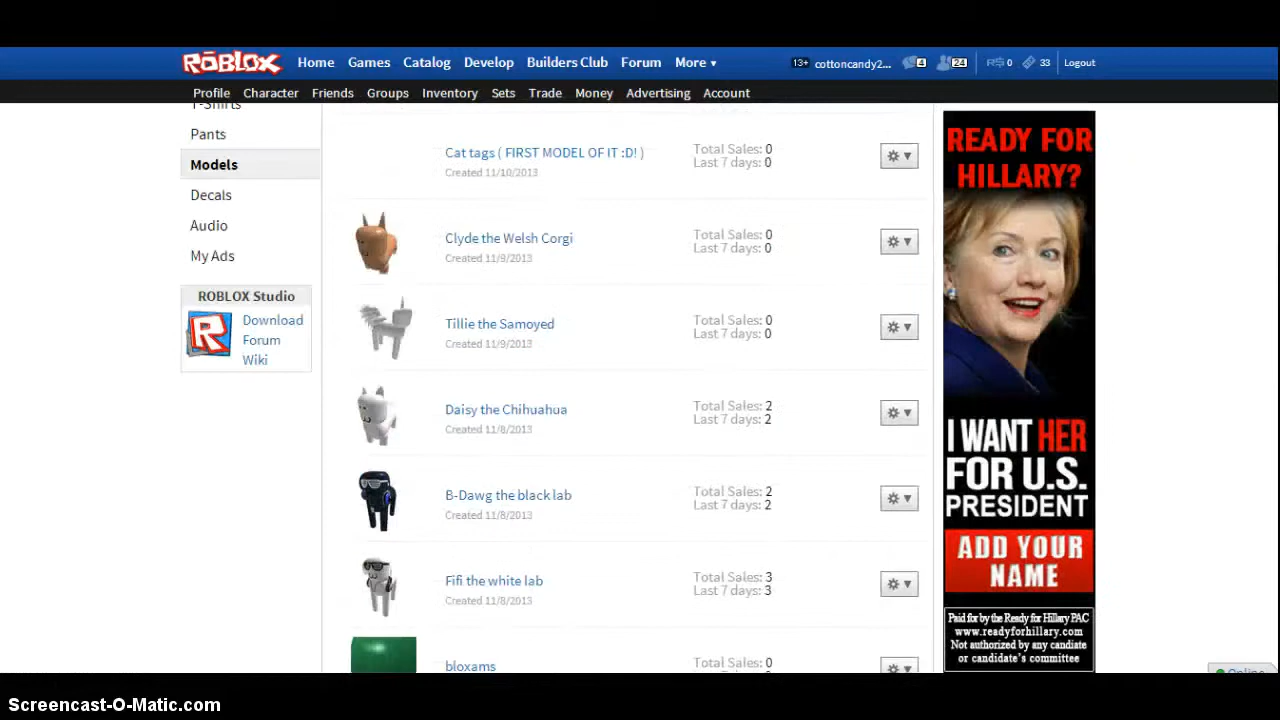 ROBLOX Home Games Catalog Develop Builders Club Forum More ▾ 13+ cottoncandy2... 4 24 R$ 0 33 Logout
Profile Character Friends Groups Inventory Sets Trade Money Advertising Account
T-Shirts
Pants
Models
Decals
Audio
My Ads
ROBLOX Studio
Download
Forum
Wiki
Cat tags ( FIRST MODEL OF IT :D! )
Created 11/10/2013
Total Sales: 0
Last 7 days: 0
Clyde the Welsh Corgi
Created 11/9/2013
Total Sales: 0
Last 7 days: 0
Tillie the Samoyed
Created 11/9/2013
Total Sales: 0
Last 7 days: 0
Daisy the Chihuahua
Created 11/8/2013
Total Sales: 2
Last 7 days: 2
B-Dawg the black lab
Created 11/8/2013
Total Sales: 2
Last 7 days: 2
Fifi the white lab
Created 11/8/2013
Total Sales: 3
Last 7 days: 3
bloxams
Total Sales: 0
READY FOR
HILLARY?
I WANT HER
FOR U.S.
PRESIDENT
ADD YOUR
NAME
Paid for by the Ready for Hillary PAC
www.readyforhillary.com
Not authorized by any candiate
or candidate's committee
Online
Screencast-O-Matic.com